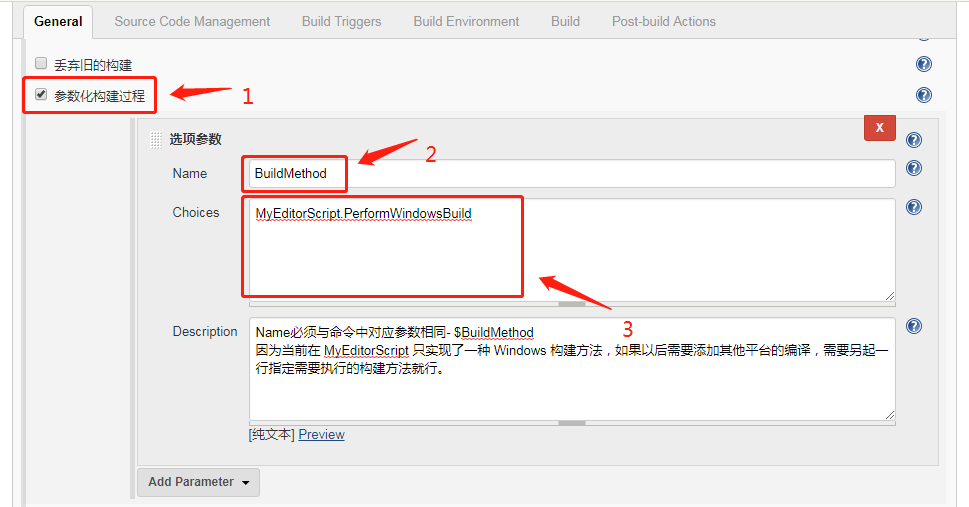 General Source Code Management Build Triggers Build Environment Build Post-build Actions
丢弃旧的构建
参数化构建过程
1
选项参数
X
2
Name BuildMethod
Choices MyEditorScript.PerformWindowsBuild
3
Description Name必须与命令中对应参数相同- $BuildMethod
因为当前在 MyEditorScript 只实现了一种 Windows 构建方法，如果以后需要添加其他平台的编译，需要另起一
行指定需要执行的构建方法就行。
[纯文本] Preview
Add Parameter